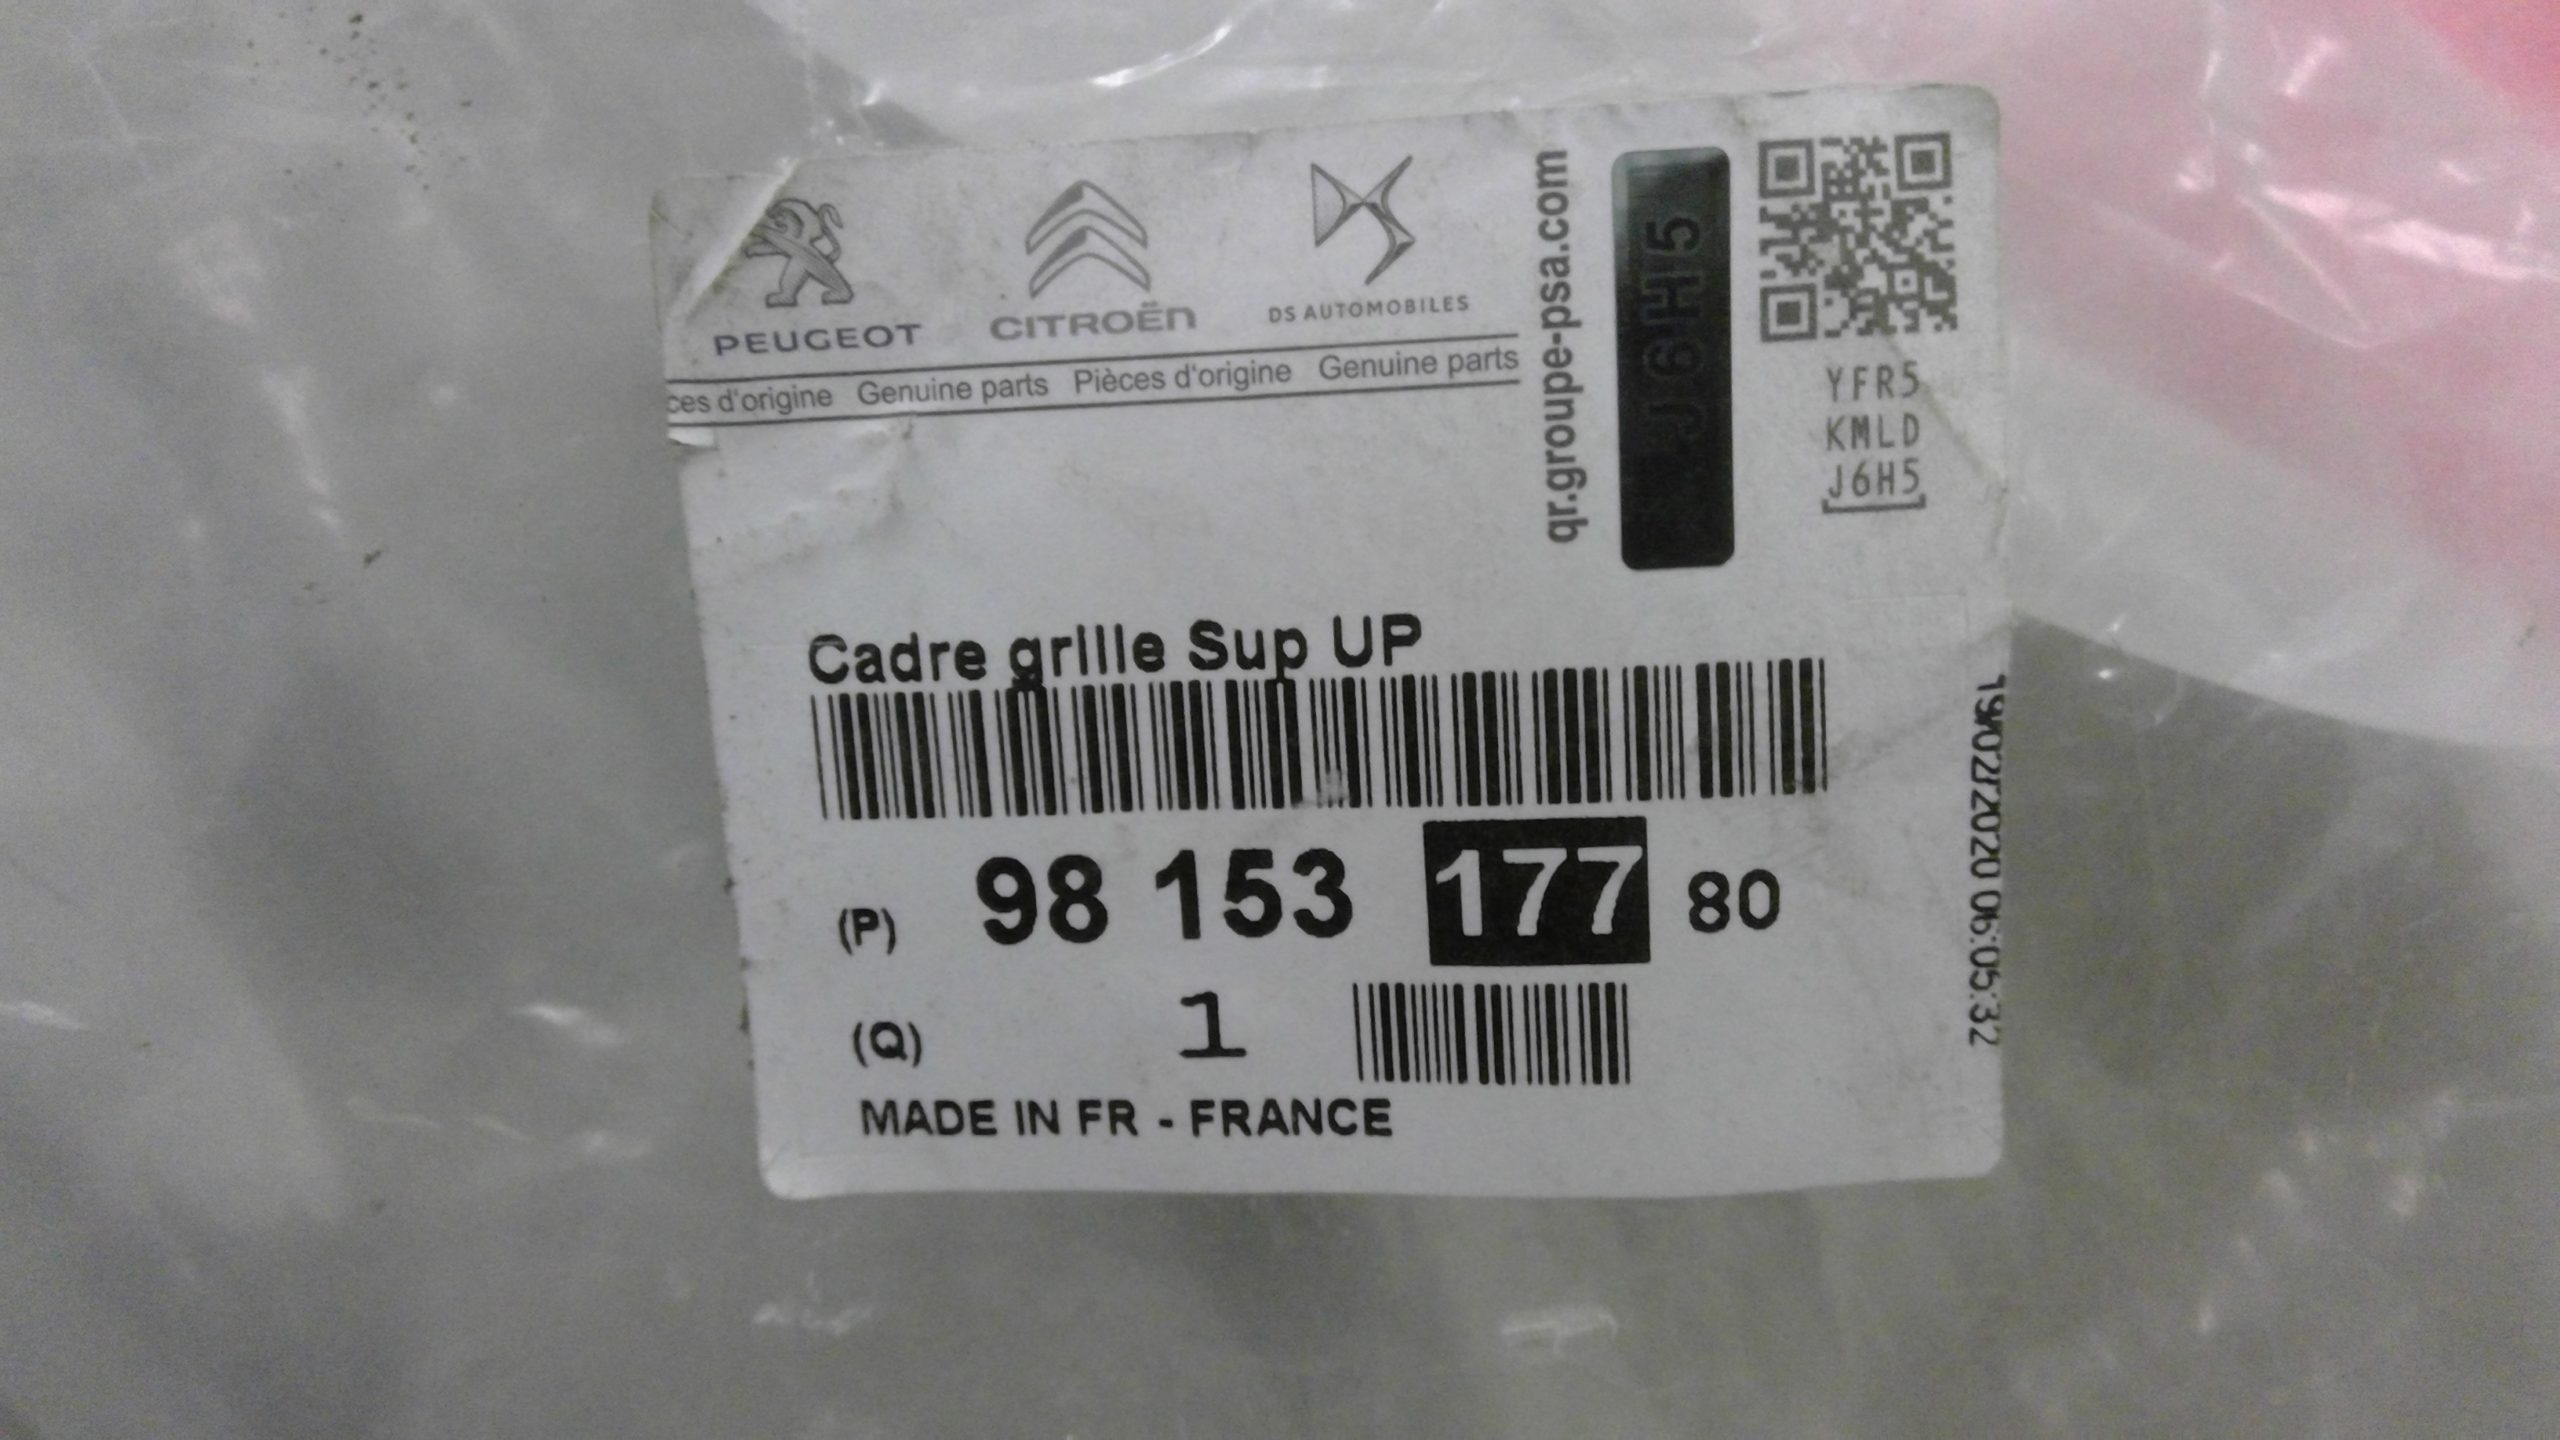 PEUGEOT
CITROËN
DS AUTOMOBILES
ces d'origine Genuine parts Pièces d'origine Genuine parts
qr.groupe-psa.com
J6H5
YFR5
KMLD
J6H5
Cadre grille Sup UP
(P) 98 153 177 80
(Q) 1
MADE IN FR - FRANCE
19/02/2020 06:05:32